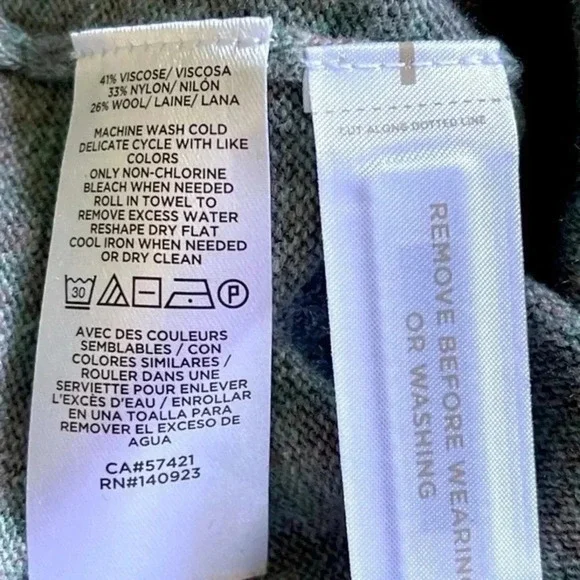 41% VISCOSE/ VISCOSA
33% NYLON/ NILÓN
26% WOOL/ LAINE/ LANA
MACHINE WASH COLD
DELICATE CYCLE WITH LIKE
COLORS
ONLY NON-CHLORINE
BLEACH WHEN NEEDED
ROLL IN TOWEL TO
REMOVE EXCESS WATER
RESHAPE DRY FLAT
COOL IRON WHEN NEEDED
OR DRY CLEAN
30
P
AVEC DES COULEURS
SEMBLABLES / CON
COLORES SIMILARES /
ROULER DANS UNE
SERVIETTE POUR ENLEVER
L'EXCÈS D'EAU / ENROLLAR
EN UNA TOALLA PARA
REMOVER EL EXCESO DE
AGUA
CA#57421
RN#140923
CUT ALONG DOTTED LINE
REMOVE BEFORE WEARIN
OR WASHING